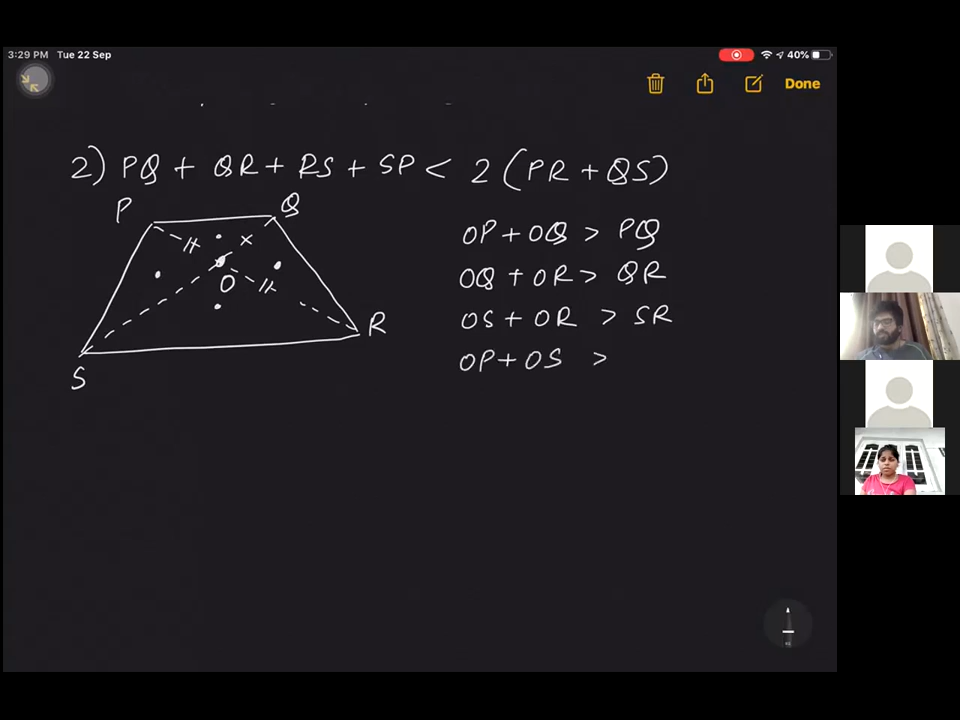 3:29 PM Tue 22 Sep
40%
Done
2) PQ + QR + RS + SP < 2 (PR + QS)
P
Q
O
R
S
OP + OQ > PQ
OQ + OR > QR
OS + OR > SR
OP + OS >